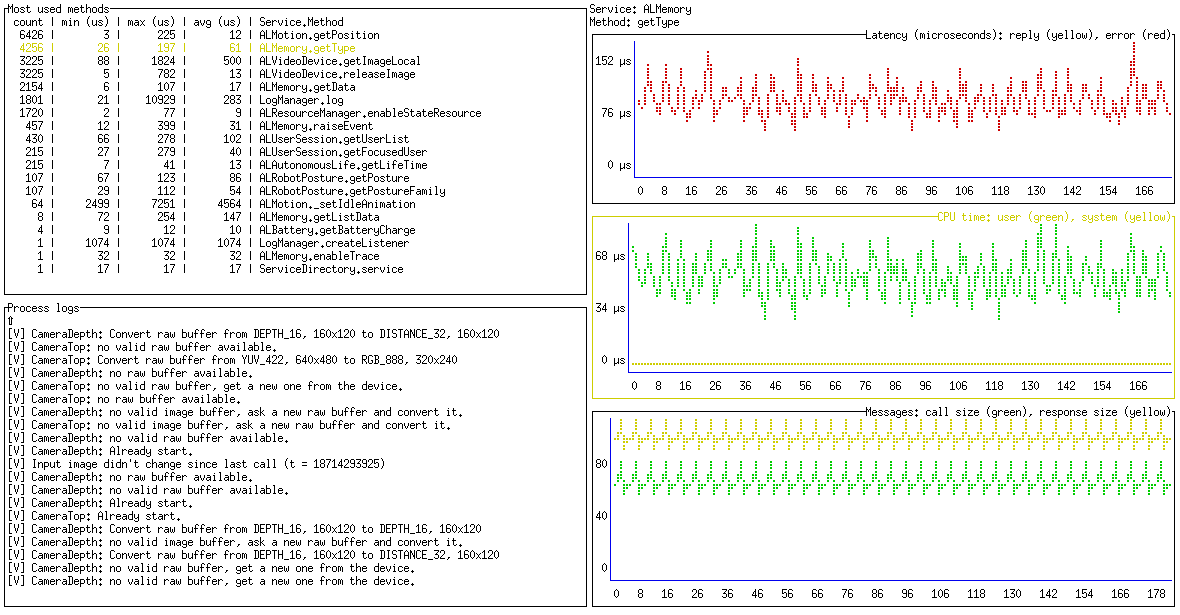 Most used methods
count | min (us) | max (us) | avg (us) | Service.Method
6426 | 3 | 225 | 12 | ALMotion.getPosition
4256 | 26 | 197 | 61 | ALMemory.getType
3225 | 88 | 1824 | 500 | ALVideoDevice.getImageLocal
3225 | 5 | 782 | 13 | ALVideoDevice.releaseImage
2154 | 6 | 107 | 17 | ALMemory.getData
1801 | 21 | 10929 | 283 | LogManager.log
1720 | 2 | 77 | 9 | ALResourceManager.enableStateResource
457 | 12 | 399 | 31 | ALMemory.raiseEvent
430 | 66 | 278 | 102 | ALUserSession.getUserList
215 | 27 | 279 | 40 | ALUserSession.getFocusedUser
215 | 7 | 41 | 13 | ALAutonomousLife.getLifeTime
107 | 67 | 123 | 86 | ALRobotPosture.getPosture
107 | 29 | 112 | 54 | ALRobotPosture.getPostureFamily
64 | 2499 | 7251 | 4564 | ALMotion._setIdleAnimation
8 | 72 | 254 | 147 | ALMemory.getListData
4 | 9 | 12 | 10 | ALBattery.getBatteryCharge
1 | 1074 | 1074 | 1074 | LogManager.createListener
1 | 32 | 32 | 32 | ALMemory.enableTrace
1 | 17 | 17 | 17 | ServiceDirectory.service
Process logs
⇧
[V] CameraDepth: Convert raw buffer from DEPTH_16, 160x120 to DISTANCE_32, 160x120
[V] CameraTop: no valid raw buffer available.
[V] CameraTop: Convert raw buffer from YUV_422, 640x480 to RGB_888, 320x240
[V] CameraDepth: no raw buffer available.
[V] CameraTop: no valid raw buffer, get a new one from the device.
[V] CameraTop: no raw buffer available.
[V] CameraDepth: no valid image buffer, ask a new raw buffer and convert it.
[V] CameraTop: no valid image buffer, ask a new raw buffer and convert it.
[V] CameraDepth: no valid raw buffer available.
[V] CameraDepth: Already start.
[V] Input image didn't change since last call (t = 18714293925)
[V] CameraDepth: no raw buffer available.
[V] CameraDepth: no valid raw buffer available.
[V] CameraDepth: Already start.
[V] CameraTop: Already start.
[V] CameraDepth: Convert raw buffer from DEPTH_16, 160x120 to DEPTH_16, 160x120
[V] CameraDepth: no valid image buffer, ask a new raw buffer and convert it.
[V] CameraDepth: Convert raw buffer from DEPTH_16, 160x120 to DISTANCE_32, 160x120
[V] CameraDepth: no valid raw buffer, get a new one from the device.
[V] CameraDepth: no valid raw buffer, get a new one from the device.
Service: ALMemory
Method: getType
Latency (microseconds): reply (yellow), error (red)
152 µs
76 µs
0 µs
0 8 16 26 36 46 56 66 76 86 96 106 118 130 142 154 166
CPU time: user (green), system (yellow)
68 µs
34 µs
0 µs
0 8 16 26 36 46 56 66 76 86 96 106 118 130 142 154 166
Messages: call size (green), response size (yellow)
80
40
0
0 8 16 26 36 46 56 66 76 86 96 106 118 130 142 154 166 178